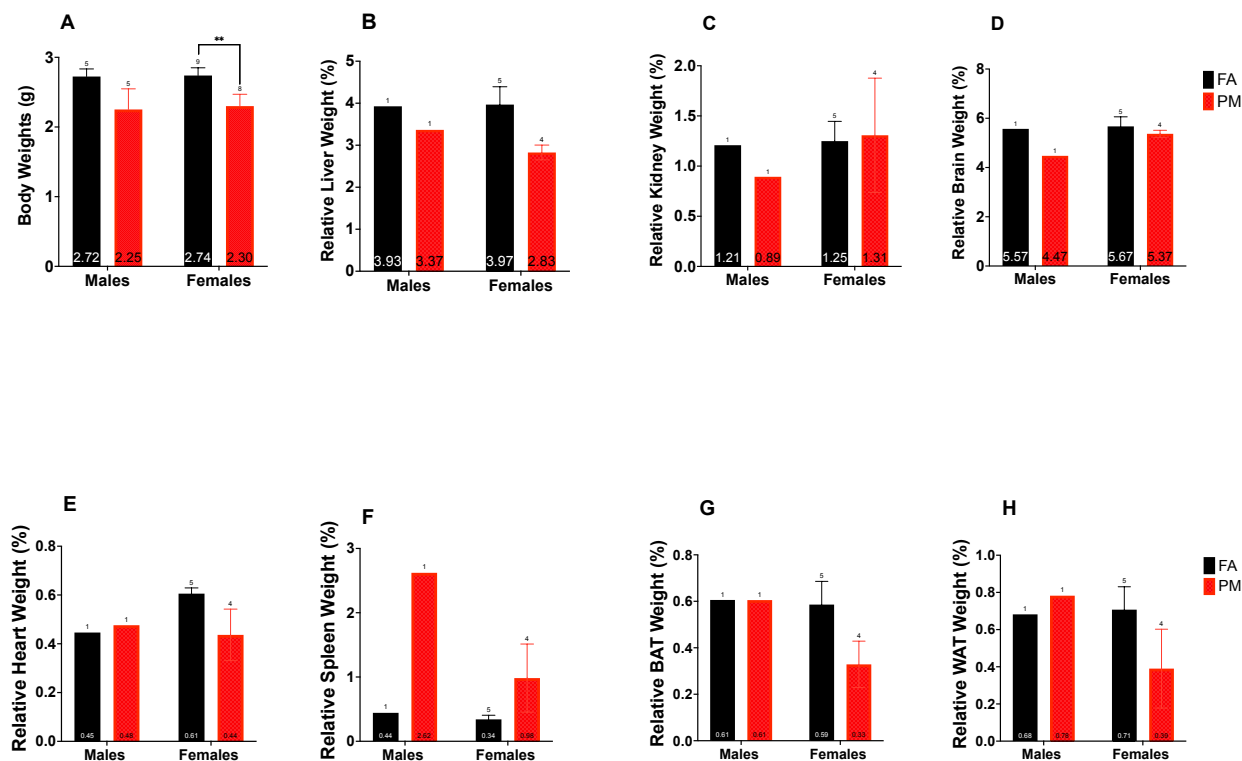 A
Body Weights (g)
3
2
1
0
5
5
9
8
**
2.72
2.25
2.74
2.30
Males
Females
B
Relative Liver Weight (%)
5
4
3
2
1
0
1
1
5
4
3.93
3.37
3.97
2.83
Males
Females
C
Relative Kidney Weight (%)
2.0
1.5
1.0
0.5
0.0
1
1
5
4
1.21
0.89
1.25
1.31
Males
Females
D
Relative Brain Weight (%)
8
6
4
2
0
1
1
5
4
5.57
4.47
5.67
5.37
Males
Females
FA
PM
E
Relative Heart Weight (%)
0.8
0.6
0.4
0.2
0.0
1
1
5
4
0.45
0.48
0.61
0.44
Males
Females
F
Relative Spleen Weight (%)
3
2
1
0
1
1
5
4
0.44
2.62
0.34
0.98
Males
Females
G
Relative BAT Weight (%)
0.8
0.6
0.4
0.2
0.0
1
1
5
4
0.61
0.61
0.59
0.33
Males
Females
H
Relative WAT Weight (%)
1.0
0.8
0.6
0.4
0.2
0.0
1
1
5
4
0.68
0.78
0.71
0.39
Males
Females
FA
PM